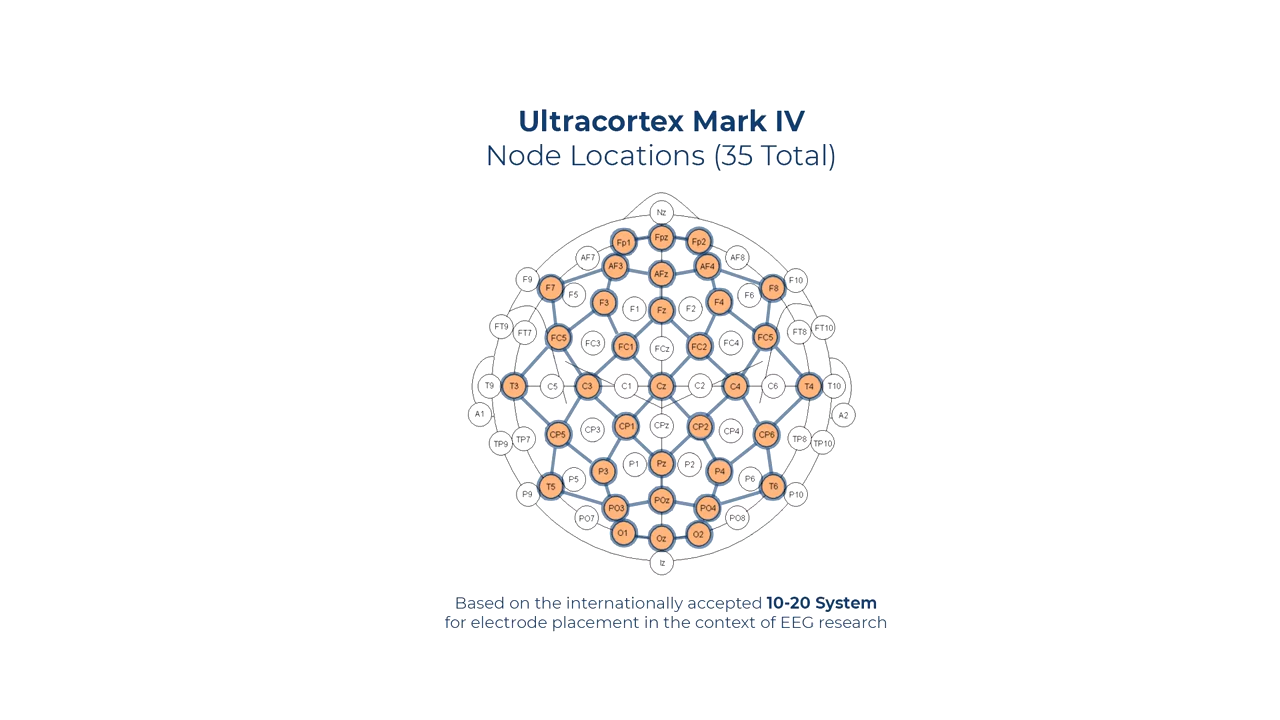 Ultracortex Mark IV
Node Locations (35 Total)
Nz
Fp1 Fpz Fp2
AF7 AF8
AF3 AFz AF4
F9 F10
F7 F5 F3 F1 Fz F2 F4 F6 F8
FT9 FT7 FT8 FT10
FC5 FC3 FC1 FCz FC2 FC4 FC5
T9 T3 C5 C3 C1 Cz C2 C4 C6 T4 T10
A1 A2
CP5 CP3 CP1 CPz CP2 CP4 CP6
TP9 TP7 TP8 TP10
P3 P1 Pz P2 P4
P9 T5 P5 P6 T6 P10
PO7 PO3 POz PO4 PO8
O1 Oz O2
Iz
Based on the internationally accepted 10-20 System
for electrode placement in the context of EEG research